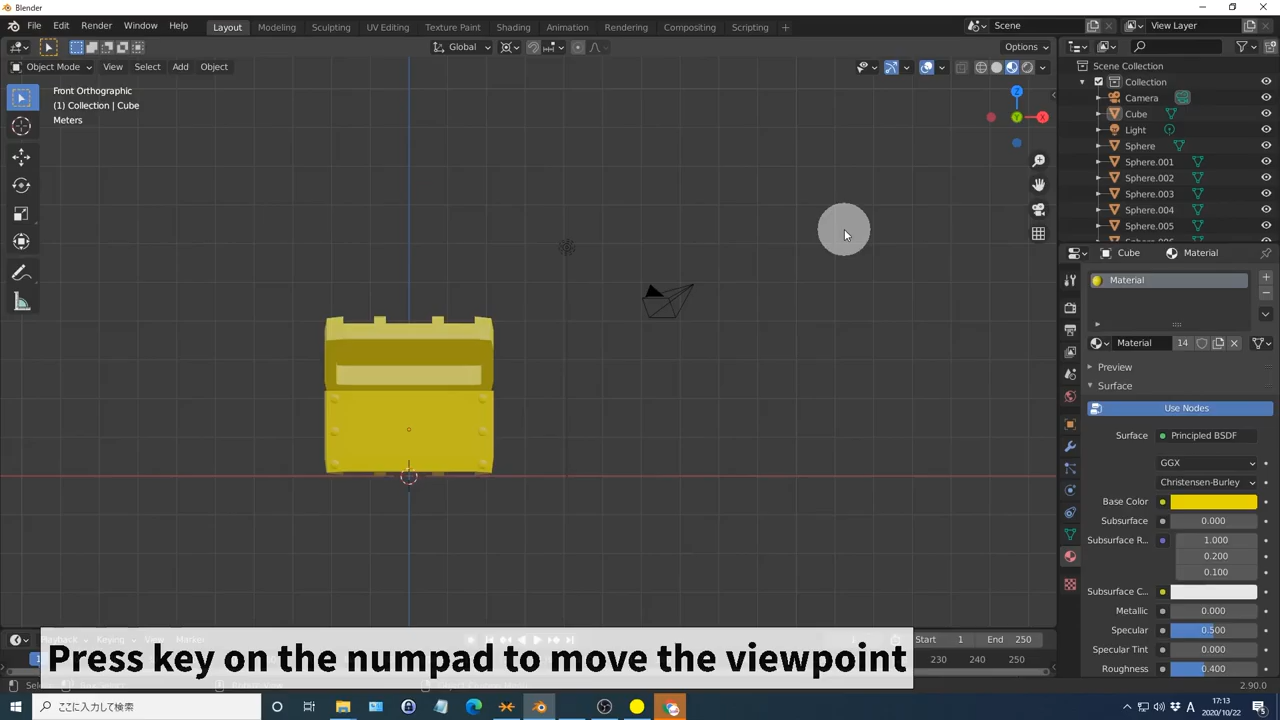 Blender
File Edit Render Window Help
Layout Modeling Sculpting UV Editing Texture Paint Shading Animation Rendering Compositing Scripting +
Scene
View Layer
Global
Options
Object Mode View Select Add Object
Front Orthographic
(1) Collection | Cube
Meters
Z
Y
X
Scene Collection
Collection
Camera
Cube
Light
Sphere
Sphere.001
Sphere.002
Sphere.003
Sphere.004
Sphere.005
Cube Material
Material
Material 14
Preview
Surface
Use Nodes
Surface Principled BSDF
GGX
Christensen-Burley
Base Color
Subsurface 0.000
Subsurface R... 1.000
0.200
0.100
Subsurface C...
Metallic 0.000
Specular 0.500
Specular Tint 0.000
Roughness 0.400
Playback Keying View Marker
Start 1 End 250
230 240 250
Press key on the numpad to move the viewpoint
2.90.0
ここに入力して検索
17:13
2020/10/22